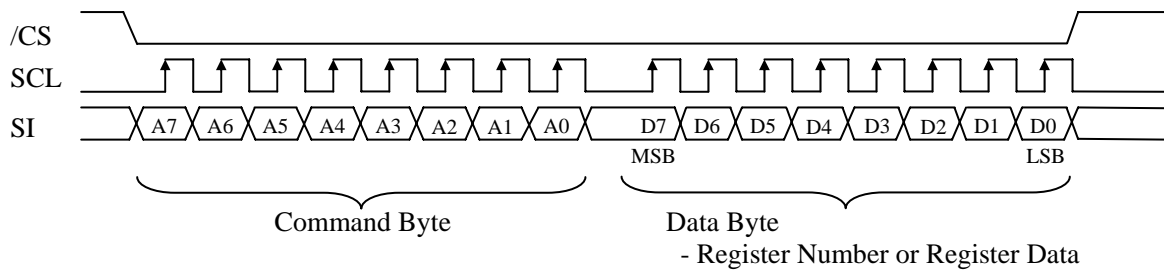 /CS
SCL
SI A7 A6 A5 A4 A3 A2 A1 A0 D7 D6 D5 D4 D3 D2 D1 D0
MSB LSB
Command Byte Data Byte
- Register Number or Register Data